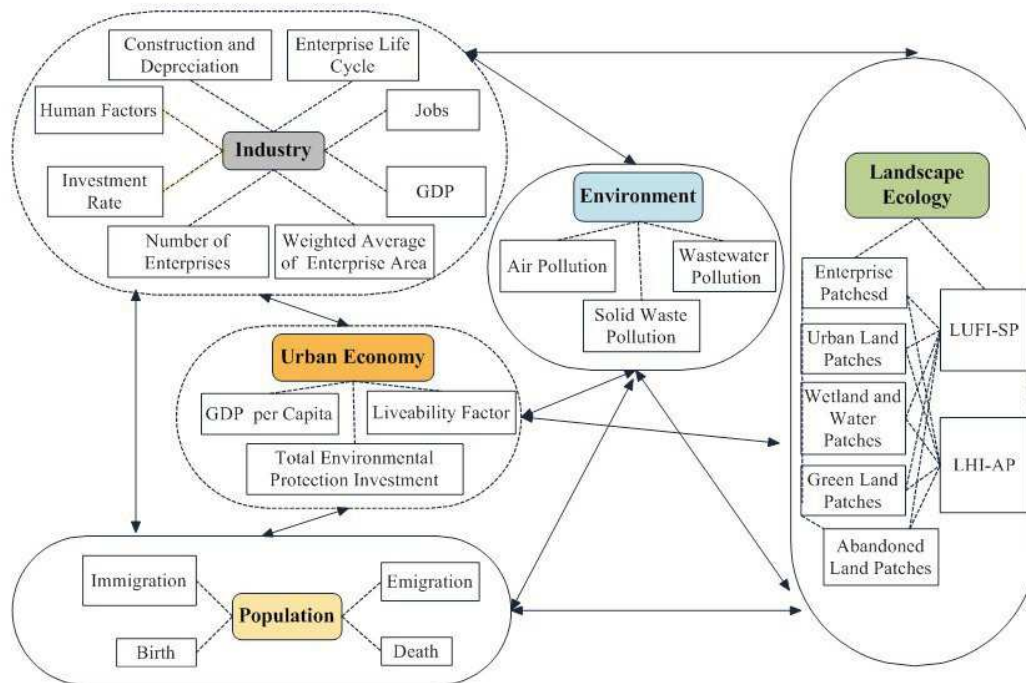 Construction and
Depreciation
Enterprise Life
Cycle
Human Factors
Jobs
Industry
Investment
Rate
GDP
Number of
Enterprises
Weighted Average
of Enterprise Area
Environment
Air Pollution
Wastewater
Pollution
Solid Waste
Pollution
Landscape
Ecology
Enterprise
Patchesd
LUFI-SP
Urban Land
Patches
Wetland and
Water
Patches
LHI-AP
Green Land
Patches
Abandoned
Land Patches
Urban Economy
GDP per Capita
Liveability Factor
Total Environmental
Protection Investment
Immigration
Emigration
Population
Birth
Death